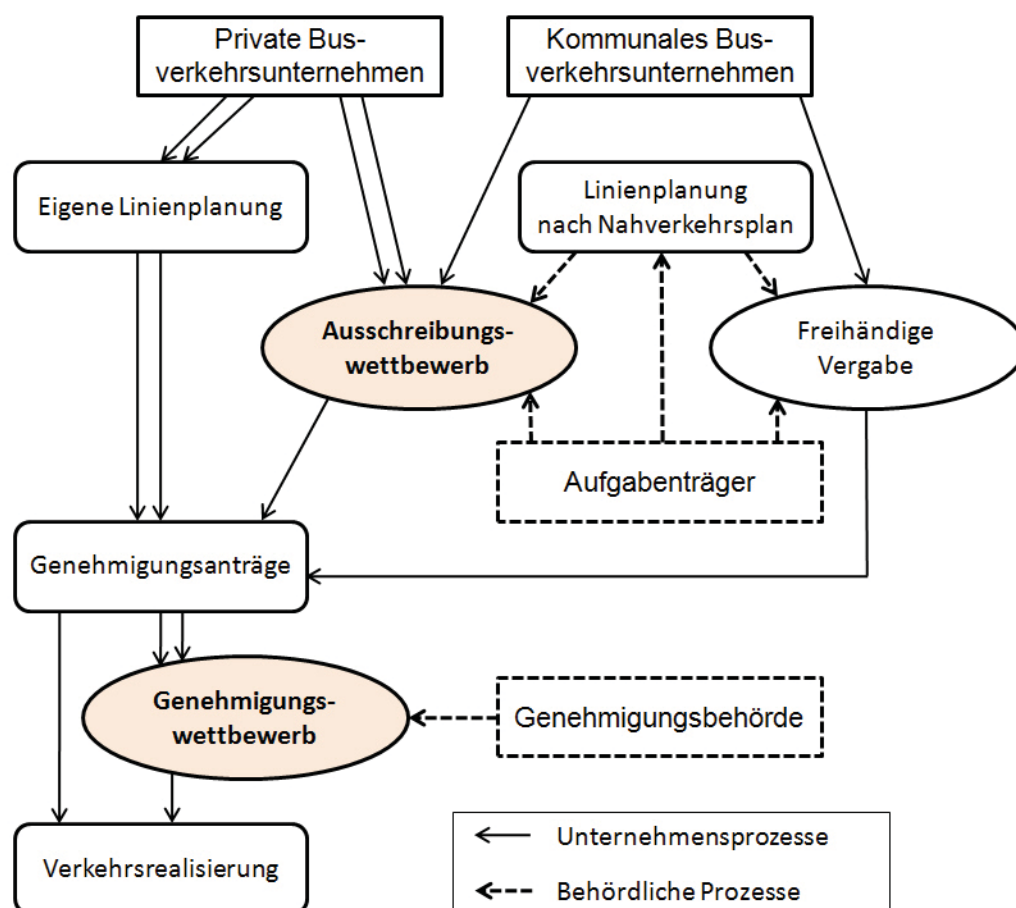 Private Bus-
verkehrsunternehmen
Kommunales Bus-
verkehrsunternehmen
Eigene Linienplanung
Linienplanung
nach Nahverkehrsplan
Ausschreibungs-
wettbewerb
Freihändige
Vergabe
Aufgabenträger
Genehmigungsanträge
Genehmigungs-
wettbewerb
Genehmigungsbehörde
Verkehrsrealisierung
Unternehmensprozesse
Behördliche Prozesse